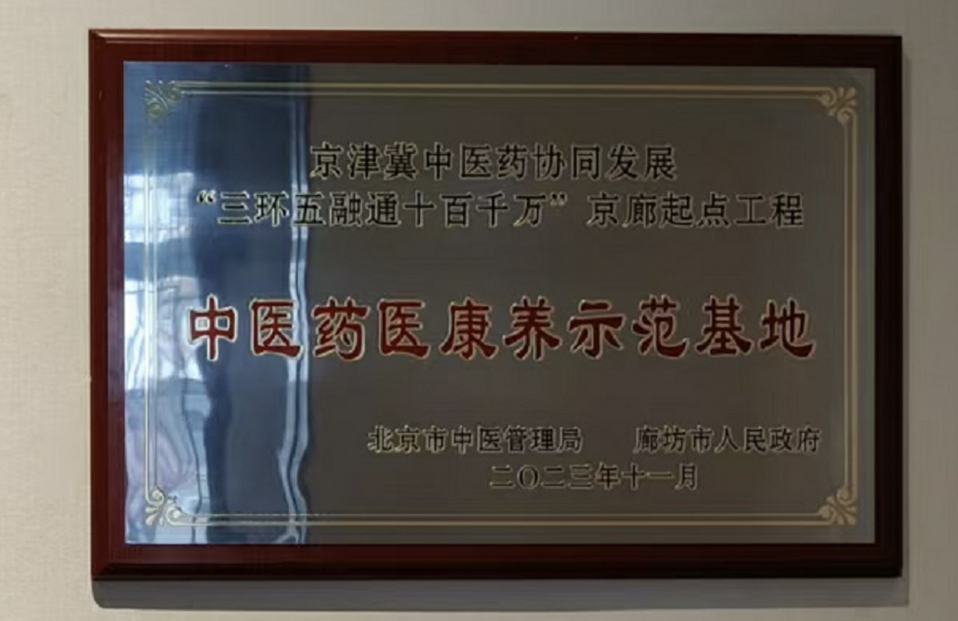 京津冀中医药协同发展
“三环五融通十百千万” 京廊起点工程
中医药医康养示范基地
北京市中医管理局 廊坊市人民政府
二〇二三年十一月